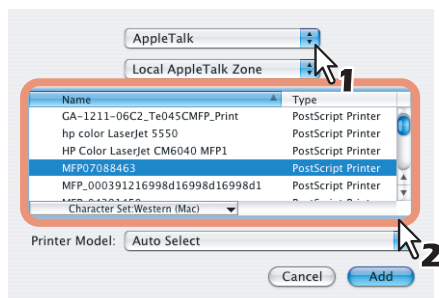 AppleTalk
Local AppleTalk Zone
1
Name Type
GA-1211-06C2_Te045CMFP_Print PostScript Printer
hp color LaserJet 5550 PostScript Printer
HP Color LaserJet CM6040 MFP1 PostScript Printer
MFP07088463 PostScript Printer
MFP_000391216998d16998d16998d1 PostScript Printer
Character Set:Western (Mac)
Printer Model: Auto Select
2
Cancel Add